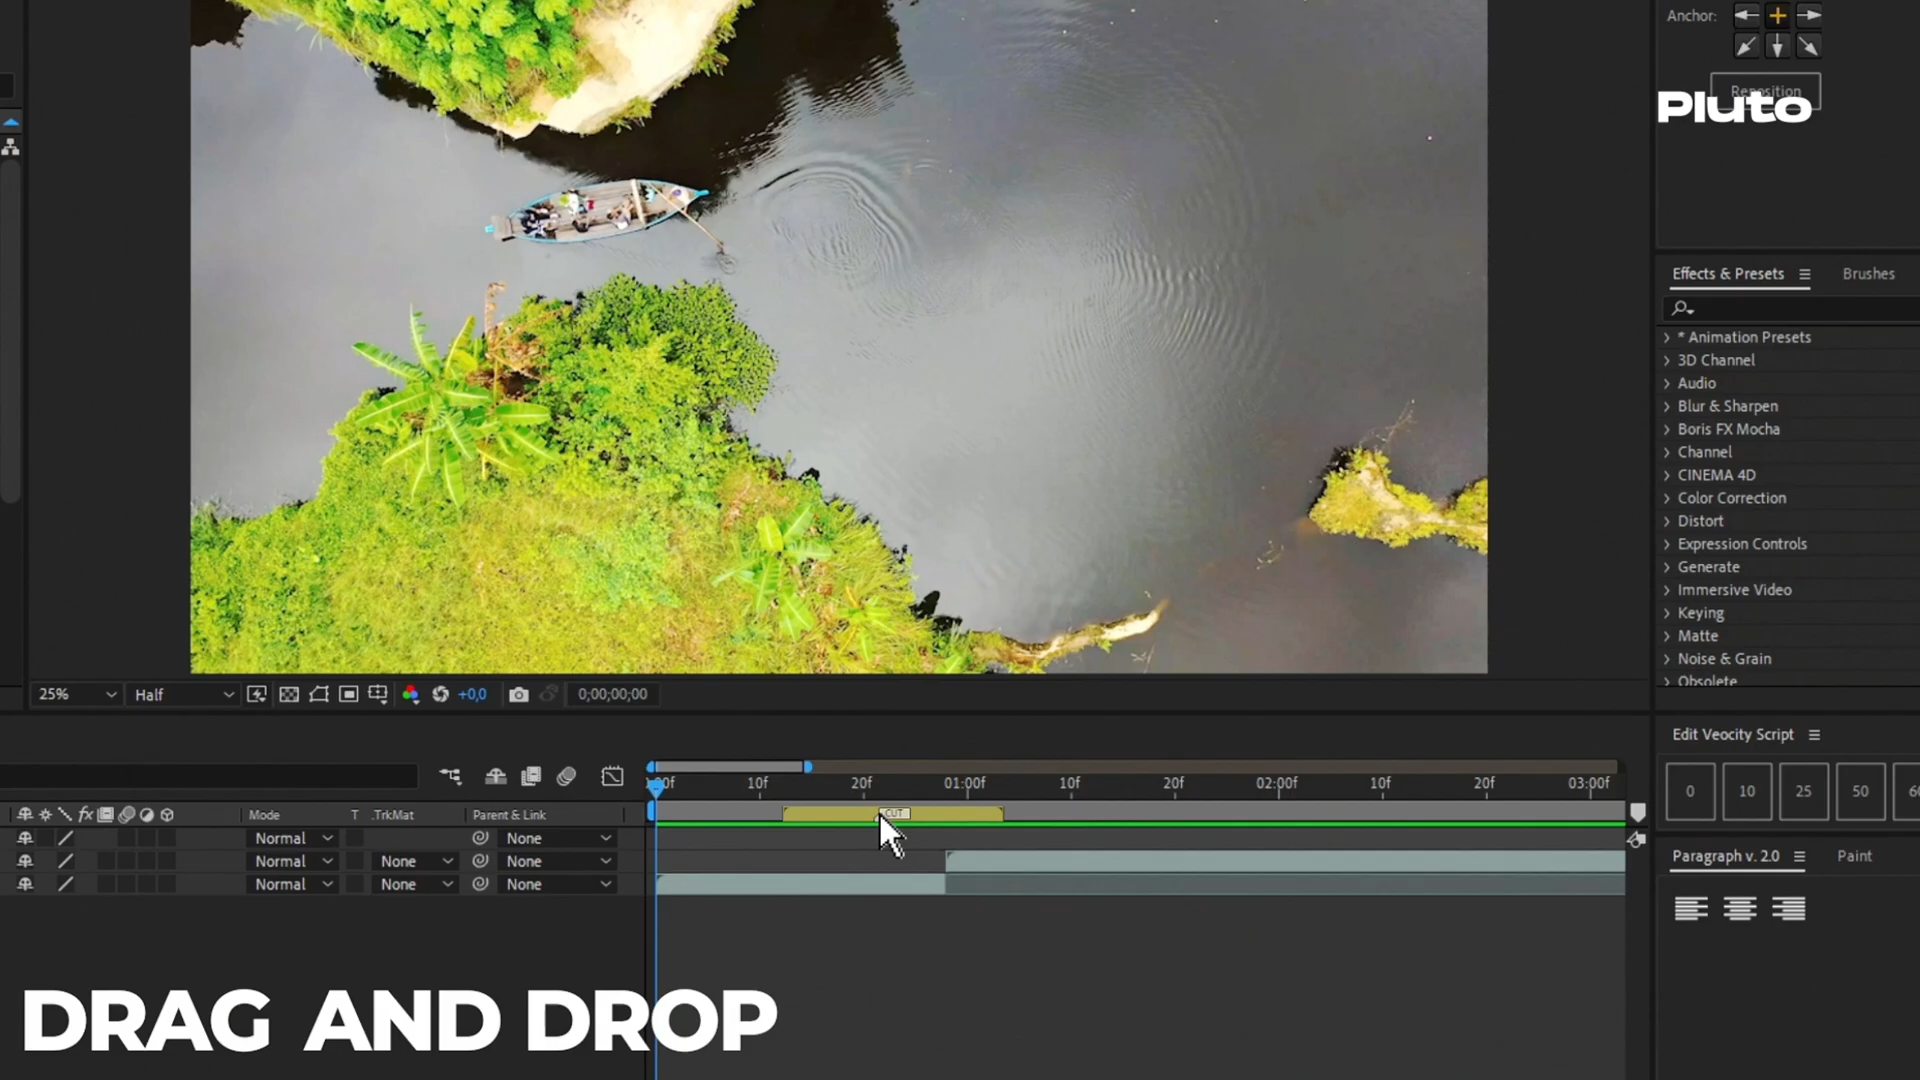 Anchor:
Reposition
Pluto
Effects & Presets
Brushes
* Animation Presets
3D Channel
Audio
Blur & Sharpen
Boris FX Mocha
Channel
CINEMA 4D
Color Correction
Distort
Expression Controls
Generate
Immersive Video
Keying
Matte
Noise & Grain
Obsolete
25%
Half
+0,0
0;00;00;00
Edit Veocity Script
0
10
25
50
10f
20f
01:00f
10f
20f
02:00f
10f
20f
03:00f
fx
Mode
T
.TrkMat
Parent & Link
CUT
Normal
None
Normal
None
None
Normal
None
None
Paragraph v. 2.0
Paint
DRAG AND DROP